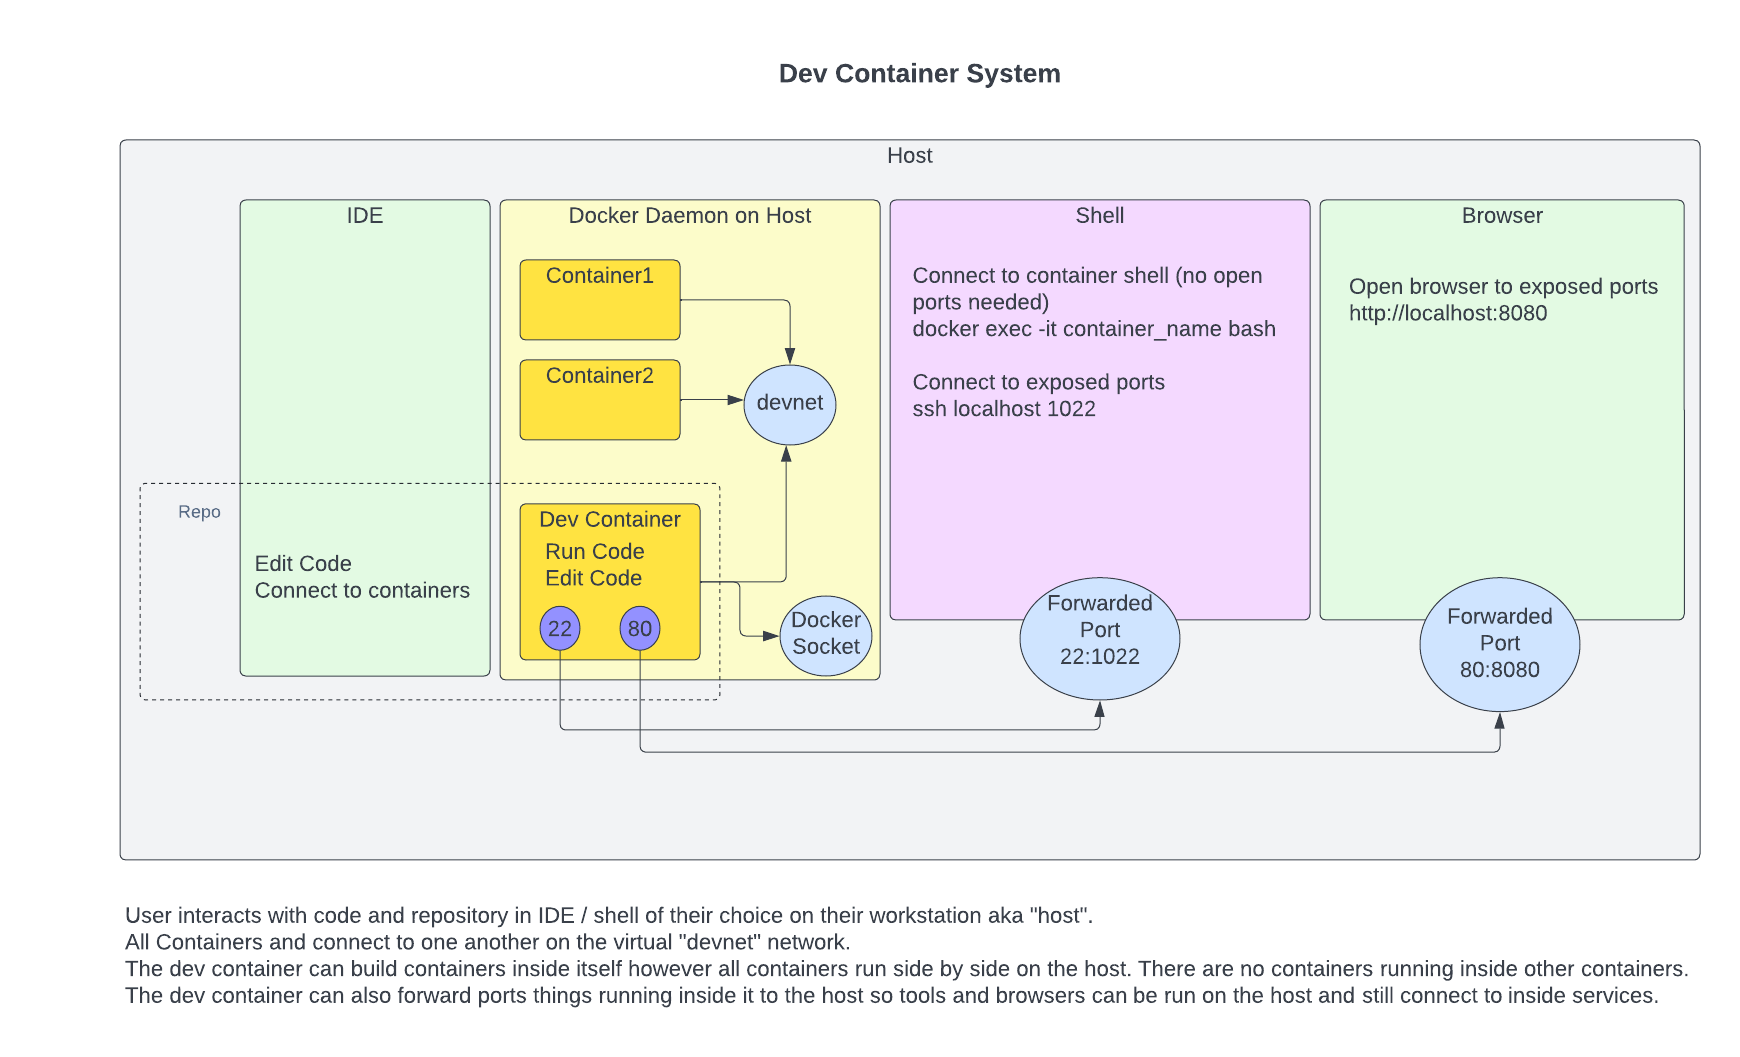 Dev Container System
Host
IDE
Docker Daemon on Host
Shell
Browser
Container1
Container2
devnet
Connect to container shell (no open
ports needed)
docker exec -it container_name bash
Connect to exposed ports
ssh localhost 1022
Open browser to exposed ports
http://localhost:8080
Repo
Edit Code
Connect to containers
Dev Container
Run Code
Edit Code
22
80
Docker
Socket
Forwarded
Port
22:1022
Forwarded
Port
80:8080
User interacts with code and repository in IDE / shell of their choice on their workstation aka "host".
All Containers and connect to one another on the virtual "devnet" network.
The dev container can build containers inside itself however all containers run side by side on the host. There are no containers running inside other containers.
The dev container can also forward ports things running inside it to the host so tools and browsers can be run on the host and still connect to inside services.